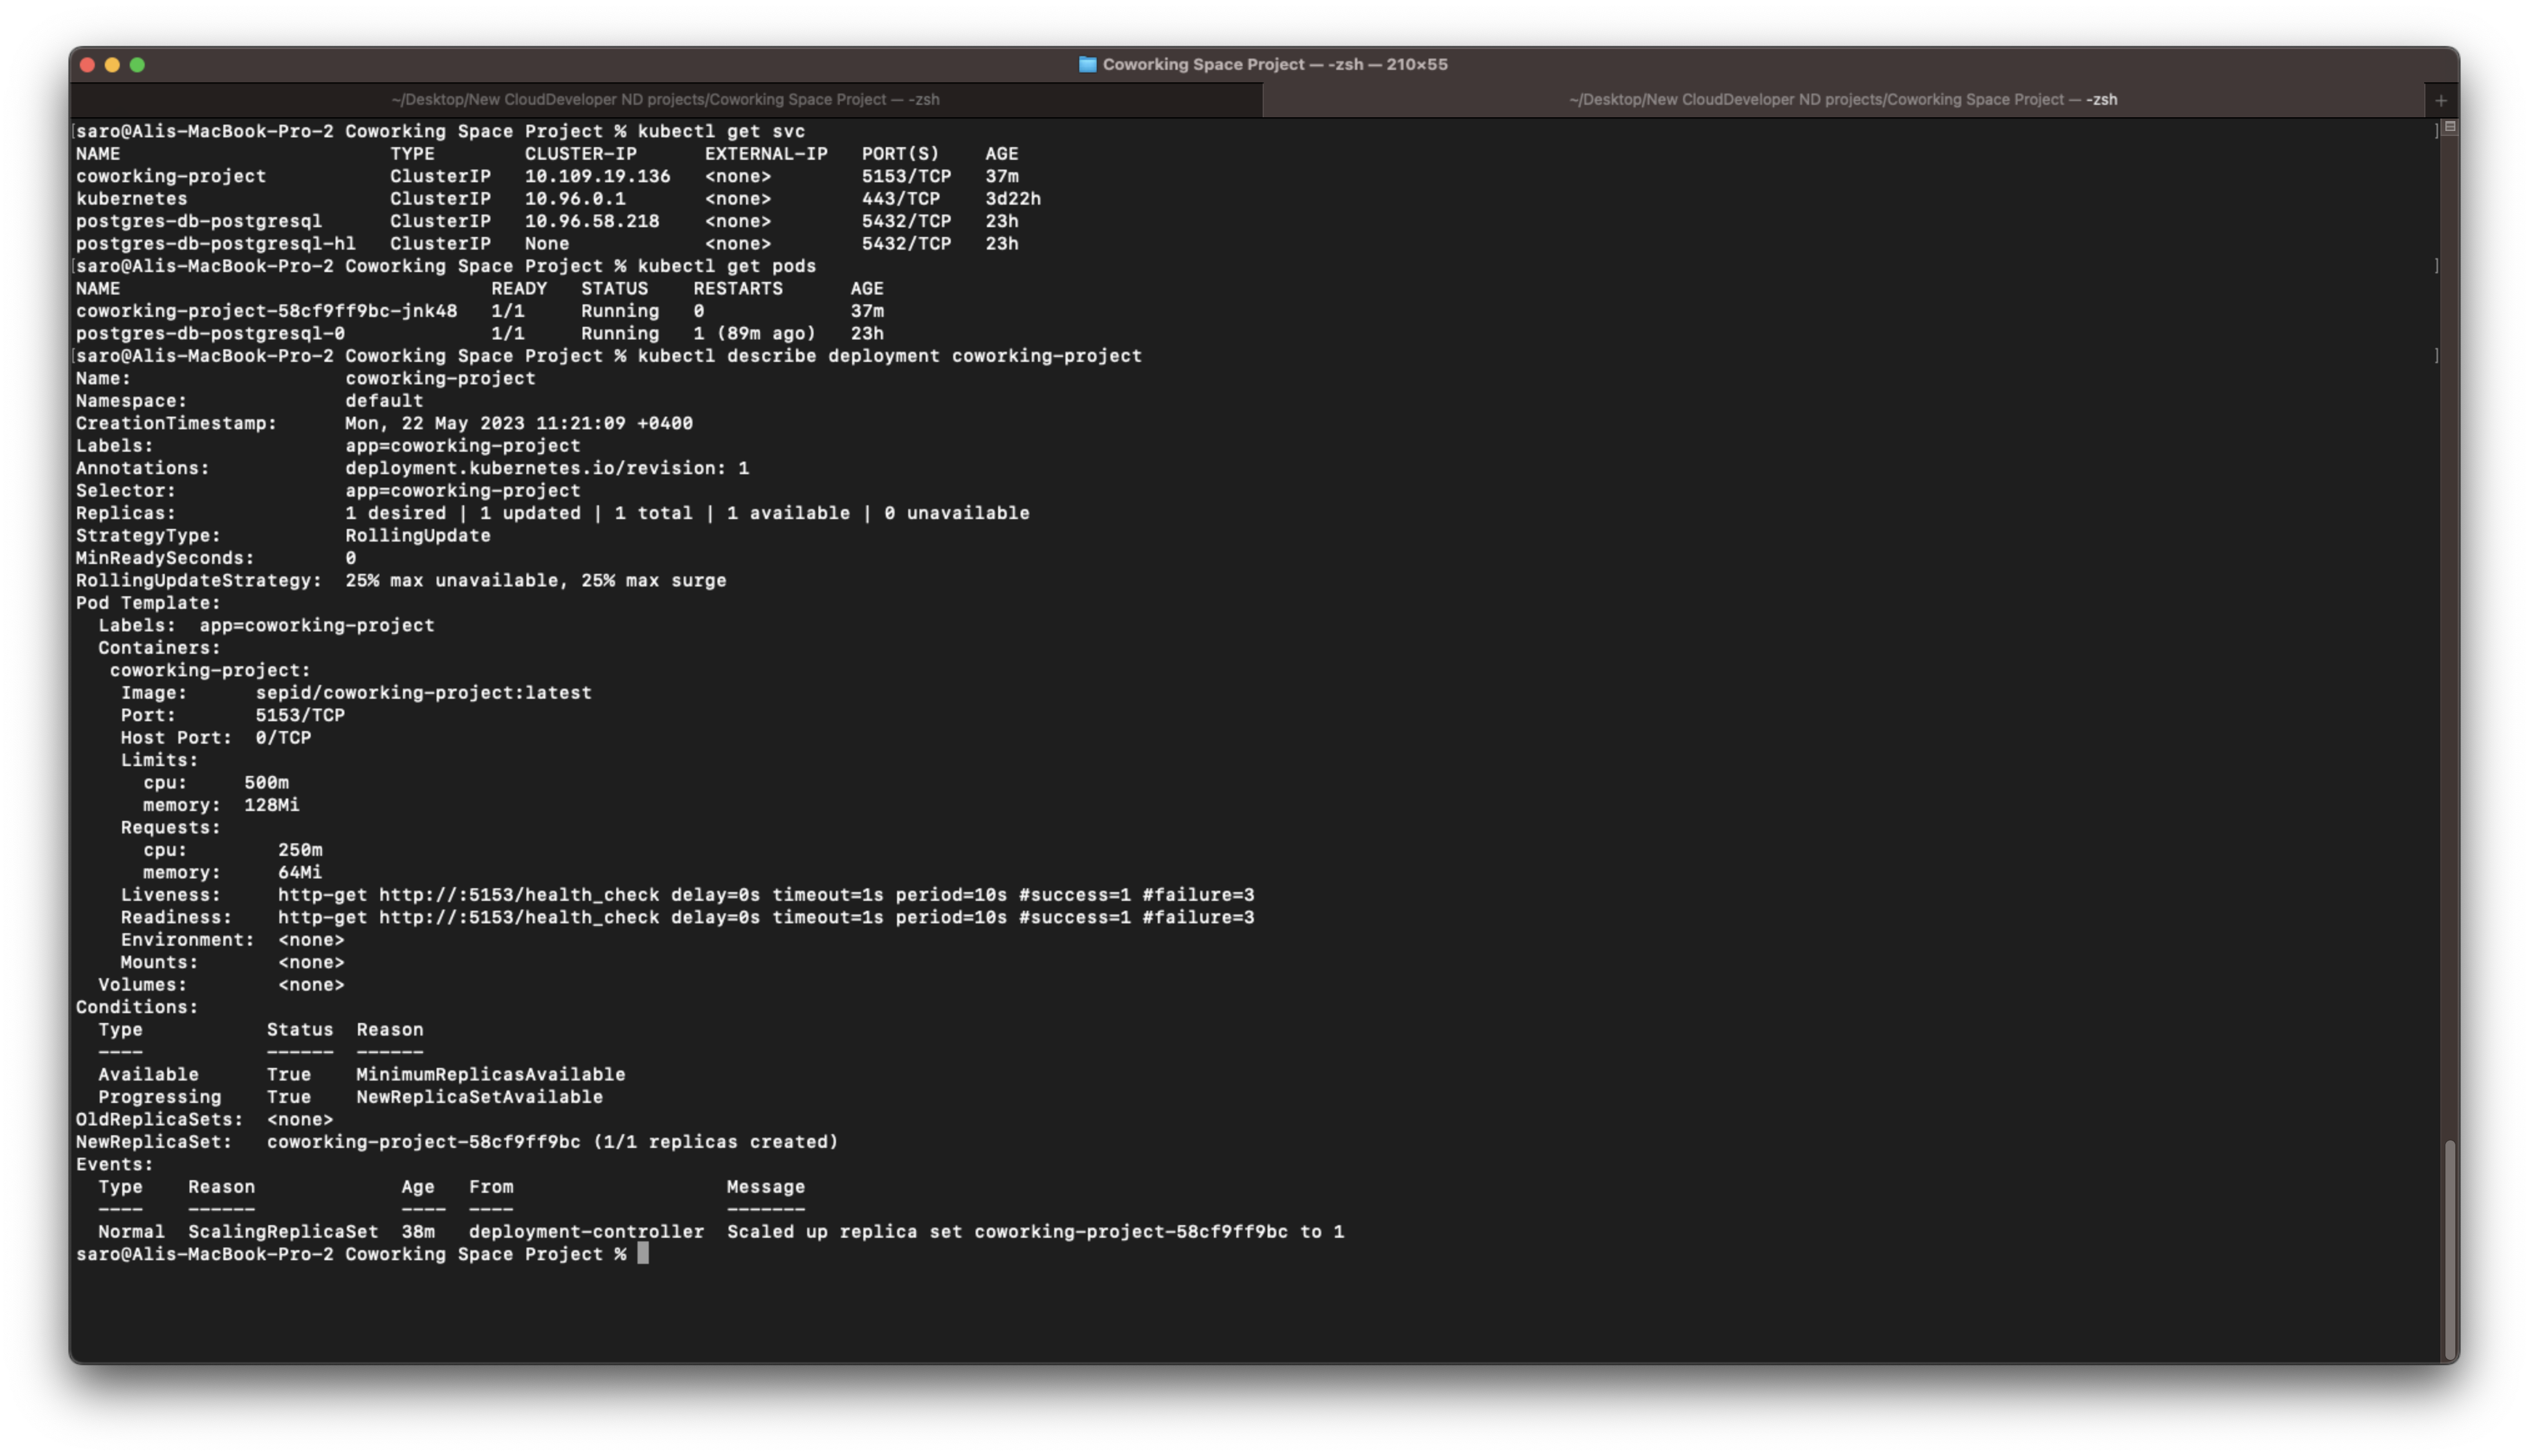 Coworking Space Project — -zsh — 210×55
~/Desktop/New CloudDeveloper ND projects/Coworking Space Project — -zsh
~/Desktop/New CloudDeveloper ND projects/Coworking Space Project — -zsh
+
[saro@Alis-MacBook-Pro-2 Coworking Space Project % kubectl get svc ]
NAME TYPE CLUSTER-IP EXTERNAL-IP PORT(S) AGE
coworking-project ClusterIP 10.109.19.136 <none> 5153/TCP 37m
kubernetes ClusterIP 10.96.0.1 <none> 443/TCP 3d22h
postgres-db-postgresql ClusterIP 10.96.58.218 <none> 5432/TCP 23h
postgres-db-postgresql-hl ClusterIP None <none> 5432/TCP 23h
[saro@Alis-MacBook-Pro-2 Coworking Space Project % kubectl get pods ]
NAME READY STATUS RESTARTS AGE
coworking-project-58cf9ff9bc-jnk48 1/1 Running 0 37m
postgres-db-postgresql-0 1/1 Running 1 (89m ago) 23h
[saro@Alis-MacBook-Pro-2 Coworking Space Project % kubectl describe deployment coworking-project ]
Name: coworking-project
Namespace: default
CreationTimestamp: Mon, 22 May 2023 11:21:09 +0400
Labels: app=coworking-project
Annotations: deployment.kubernetes.io/revision: 1
Selector: app=coworking-project
Replicas: 1 desired | 1 updated | 1 total | 1 available | 0 unavailable
StrategyType: RollingUpdate
MinReadySeconds: 0
RollingUpdateStrategy: 25% max unavailable, 25% max surge
Pod Template:
Labels: app=coworking-project
Containers:
coworking-project:
Image: sepid/coworking-project:latest
Port: 5153/TCP
Host Port: 0/TCP
Limits:
cpu: 500m
memory: 128Mi
Requests:
cpu: 250m
memory: 64Mi
Liveness: http-get http://:5153/health_check delay=0s timeout=1s period=10s #success=1 #failure=3
Readiness: http-get http://:5153/health_check delay=0s timeout=1s period=10s #success=1 #failure=3
Environment: <none>
Mounts: <none>
Volumes: <none>
Conditions:
Type Status Reason
---- ------ ------
Available True MinimumReplicasAvailable
Progressing True NewReplicaSetAvailable
OldReplicaSets: <none>
NewReplicaSet: coworking-project-58cf9ff9bc (1/1 replicas created)
Events:
Type Reason Age From Message
---- ------ ---- ---- -------
Normal ScalingReplicaSet 38m deployment-controller Scaled up replica set coworking-project-58cf9ff9bc to 1
saro@Alis-MacBook-Pro-2 Coworking Space Project %